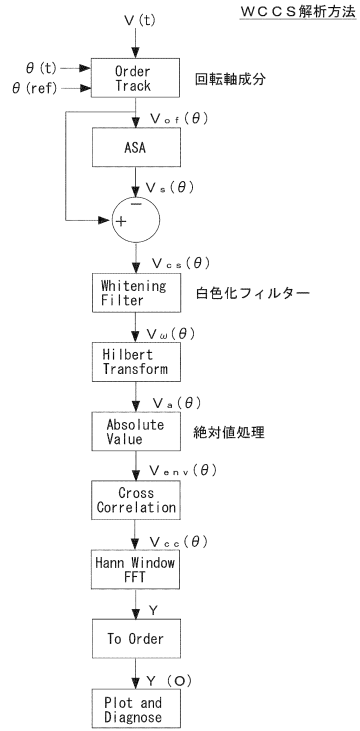 WCCS解析方法
V(t)
θ(t)
θ(ref)
Order
Track
回転軸成分
Vof(θ)
ASA
Vs(θ)
−
+
Vcs(θ)
Whitening
Filter
白色化フィルター
Vω(θ)
Hilbert
Transform
Va(θ)
Absolute
Value
絶対値処理
Venv(θ)
Cross
Correlation
Vcc(θ)
Hann Window
FFT
Y
To Order
Y (O)
Plot and
Diagnose